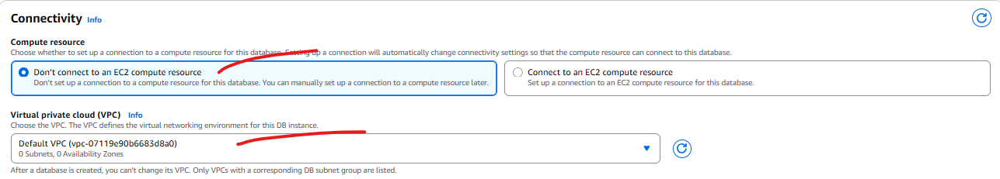 Connectivity Info
Compute resource
Choose whether to set up a connection to a compute resource for this database. Setting up a connection will automatically change connectivity settings so that the compute resource can connect to this database.
Don't connect to an EC2 compute resource
Don't set up a connection to a compute resource for this database. You can manually set up a connection to a compute resource later.
Connect to an EC2 compute resource
Set up a connection to an EC2 compute resource for this database.
Virtual private cloud (VPC) Info
Choose the VPC. The VPC defines the virtual networking environment for this DB instance.
Default VPC (vpc-07119e90b6683d8a0)
0 Subnets, 0 Availability Zones
After a database is created, you can't change its VPC. Only VPCs with a corresponding DB subnet group are listed.